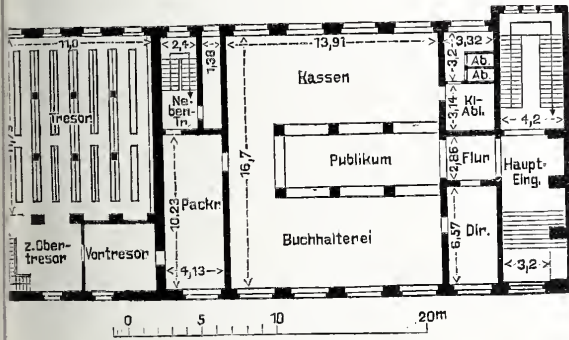 11,0
2,4
1,38
13,91
3,32
3,2
Ab.
Ab.
Kassen
Tresor
Ne-
ben-
Tr.
3,14
Kl-
Abl.
4,2
16,7
Publikum
2,86
Flur
Haupt-
Eing.
Packr.
10,23
z. Ober-
tresor
Vortresor
4,13
Buchhalterei
6,57
Dir.
3,2
0 5 10 20m